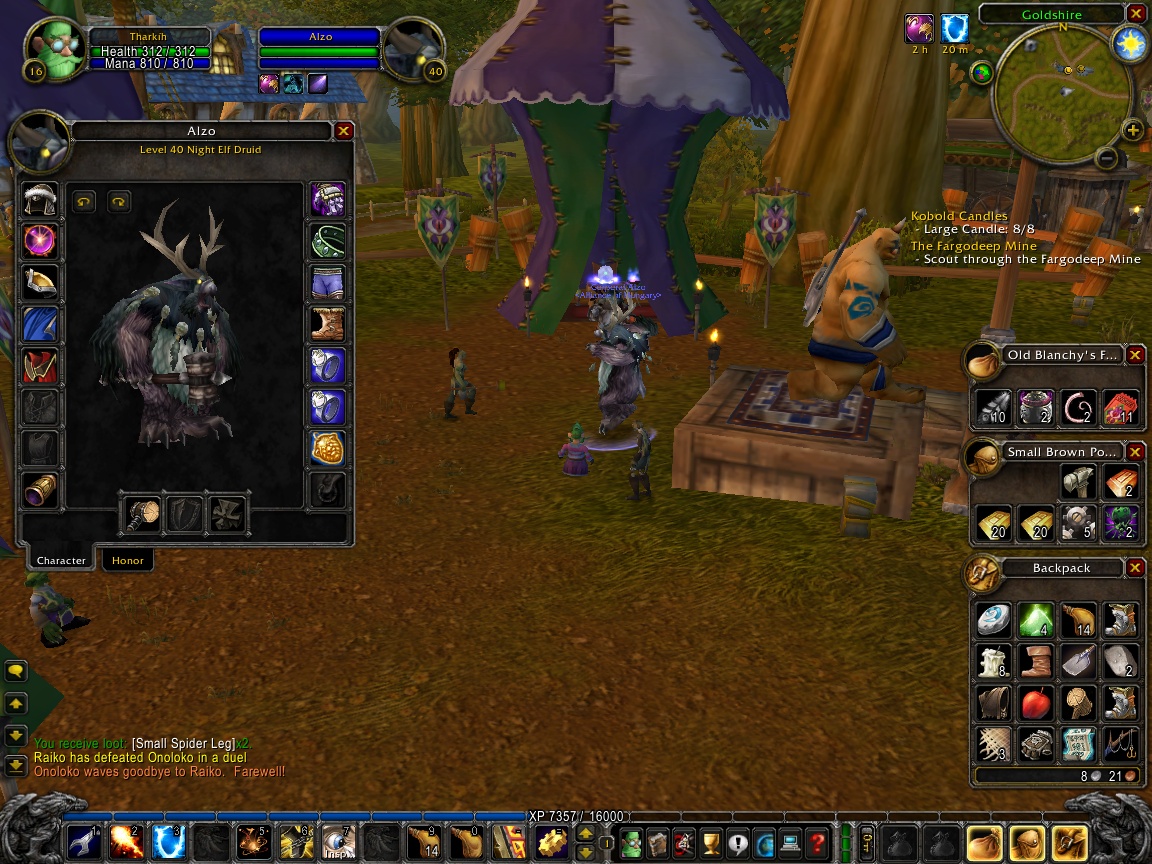 Tharkih
Health 312 / 312
Mana 810 / 810
16
Alzo
40
2 h
20 m
Goldshire
N
Alzo
Level 40 Night Elf Druid
Kobold Candles
- Large Candle: 8/8
The Fargodeep Mine
- Scout through the Fargodeep Mine
Alzo
Old Blanchy's F...
10
2
2
11
Small Brown Po...
2
20
20
5
2
Character
Honor
Backpack
4
14
8
2
3
8
21
You receive loot: [Small Spider Leg]x2.
Raiko has defeated Onoloko in a duel
Onoloko waves goodbye to Raiko. Farewell!
XP 7357 / 16000
1
2
3
5
6
7
Insp
9
14
0
1